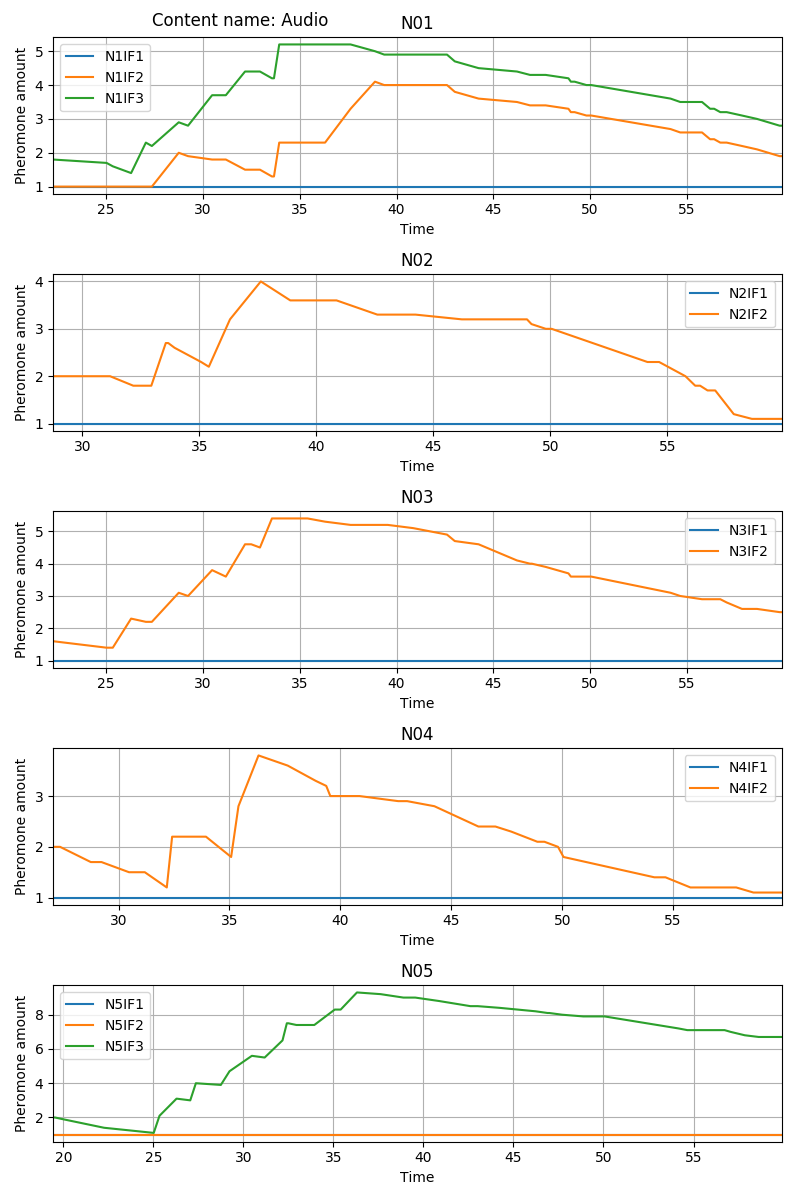 Content name: Audio
N01
Pheromone amount
5
4
3
2
1
N1IF1
N1IF2
N1IF3
25 30 35 40 45 50 55
Time
N02
Pheromone amount
4
3
2
1
N2IF1
N2IF2
30 35 40 45 50 55
Time
N03
Pheromone amount
5
4
3
2
1
N3IF1
N3IF2
25 30 35 40 45 50 55
Time
N04
Pheromone amount
3
2
1
N4IF1
N4IF2
30 35 40 45 50 55
Time
N05
Pheromone amount
8
6
4
2
N5IF1
N5IF2
N5IF3
20 25 30 35 40 45 50 55
Time